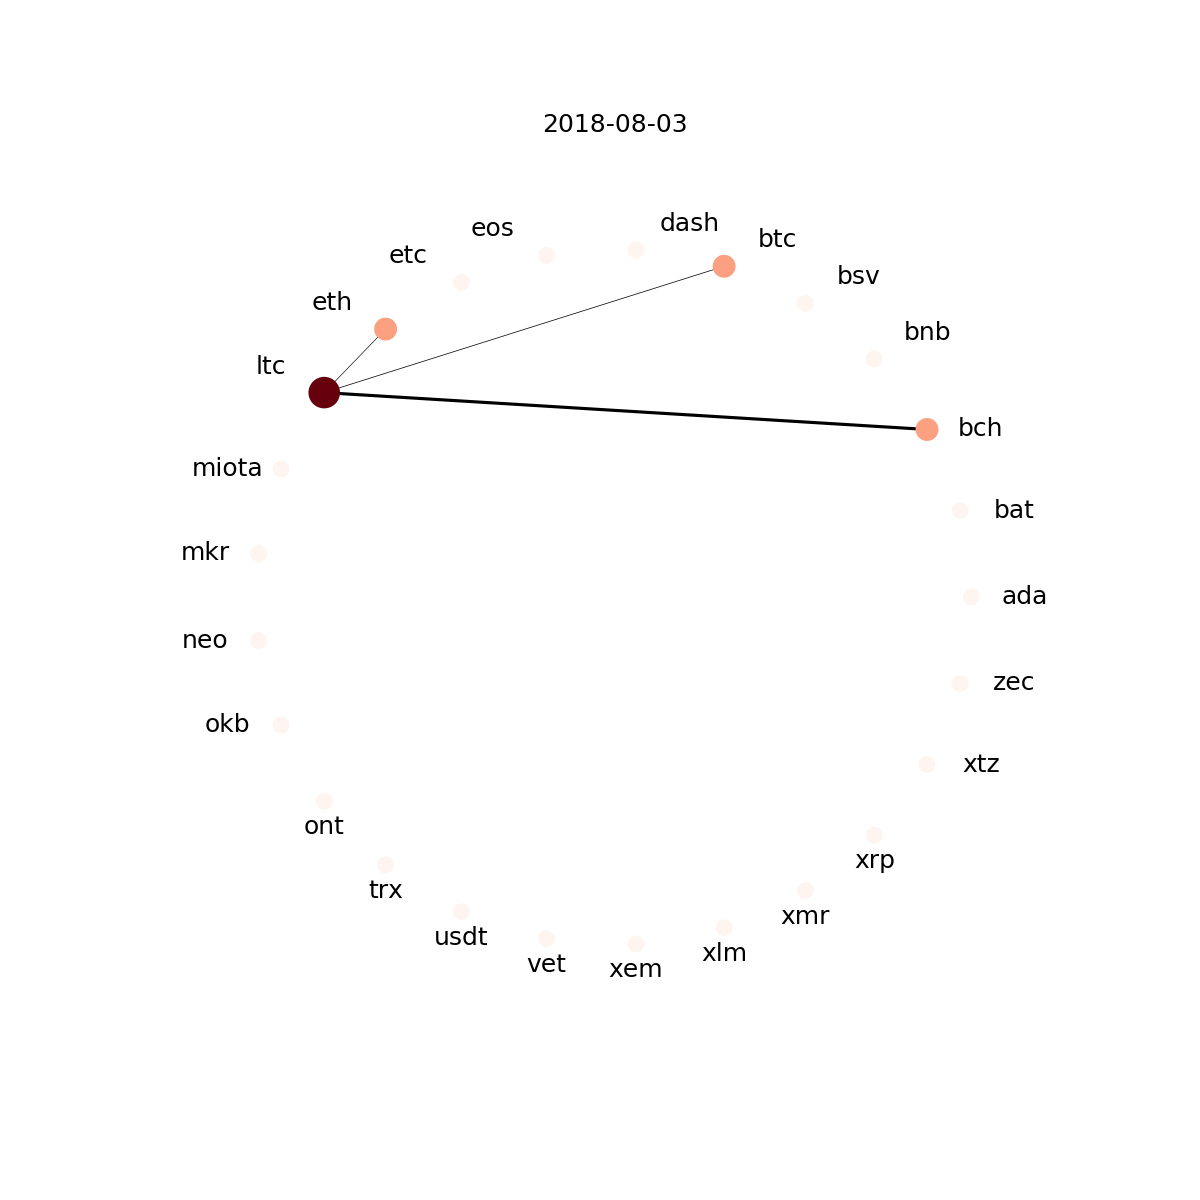 2018-08-03
dash
eos
btc
etc
bsv
eth
bnb
ltc
bch
miota
bat
mkr
ada
neo
zec
okb
xtz
ont
xrp
trx
xmr
usdt
xlm
vet
xem